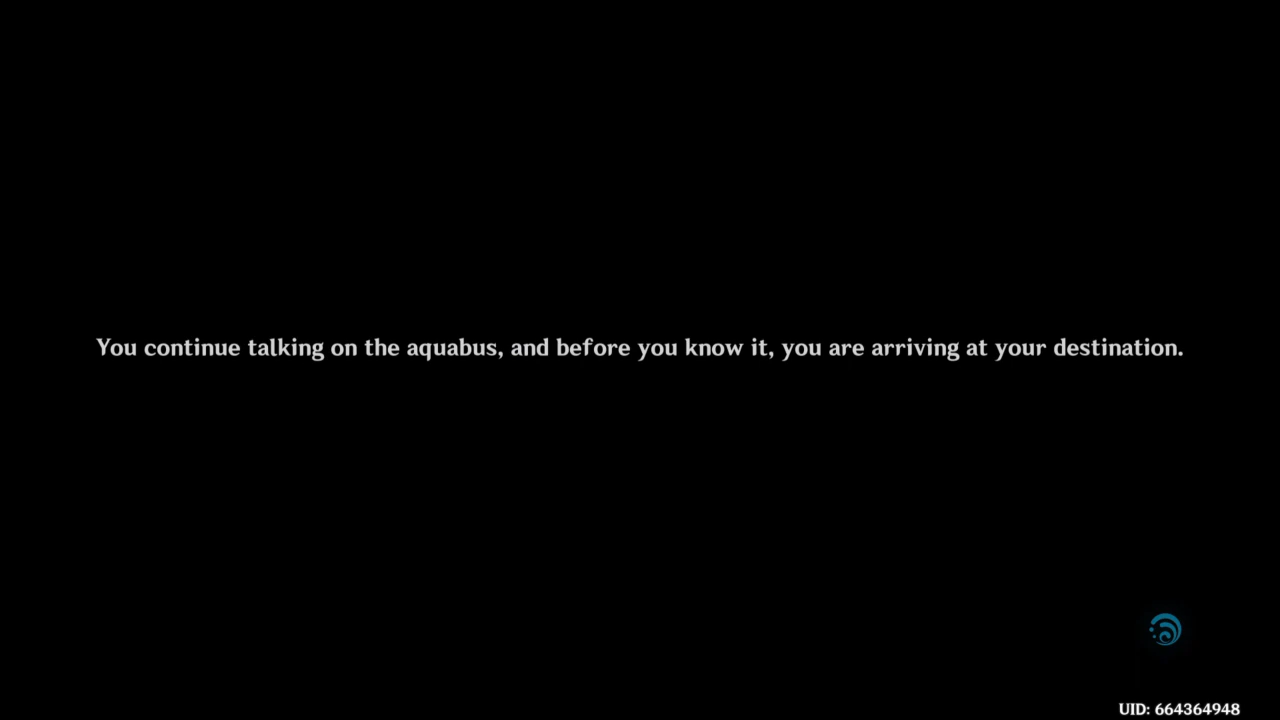 You continue talking on the aquabus, and before you know it, you are arriving at your destination.
UID: 664364948